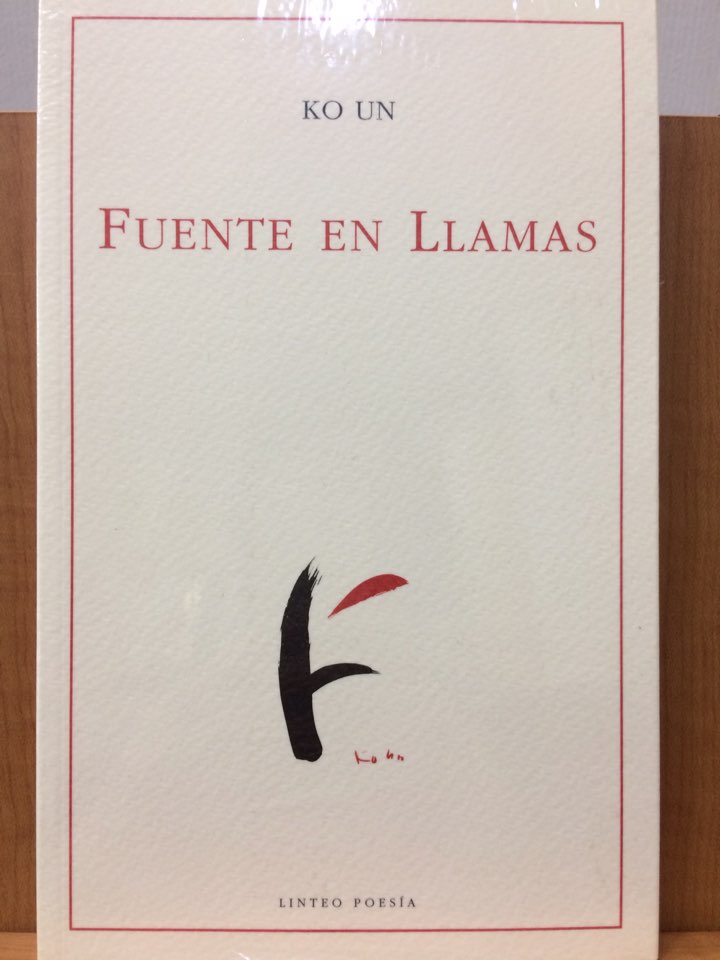 KO UN
FUENTE EN LLAMAS
Ko Un
LINTEO POESÍA